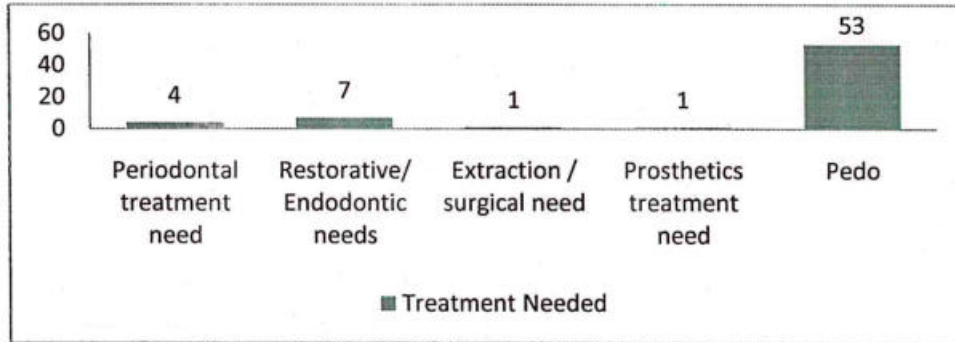 60
40
20
0
4
7
1
1
53
Periodontal
treatment
need
Restorative/
Endodontic
needs
Extraction /
surgical need
Prosthetics
treatment
need
Pedo
Treatment Needed